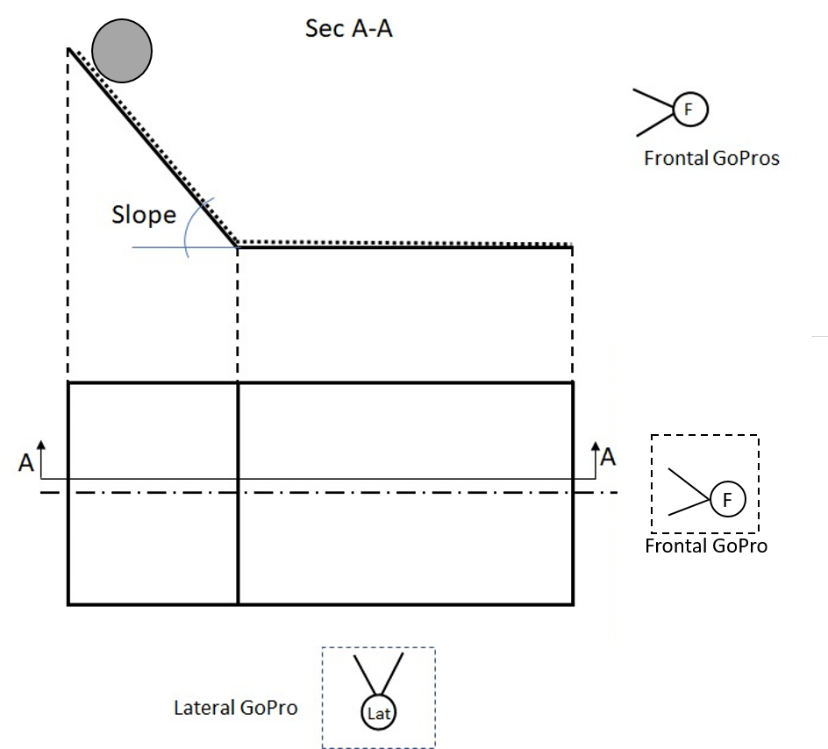 Sec A-A
F
Frontal GoPros
Slope
A
A
F
Frontal GoPro
Lateral GoPro
Lat